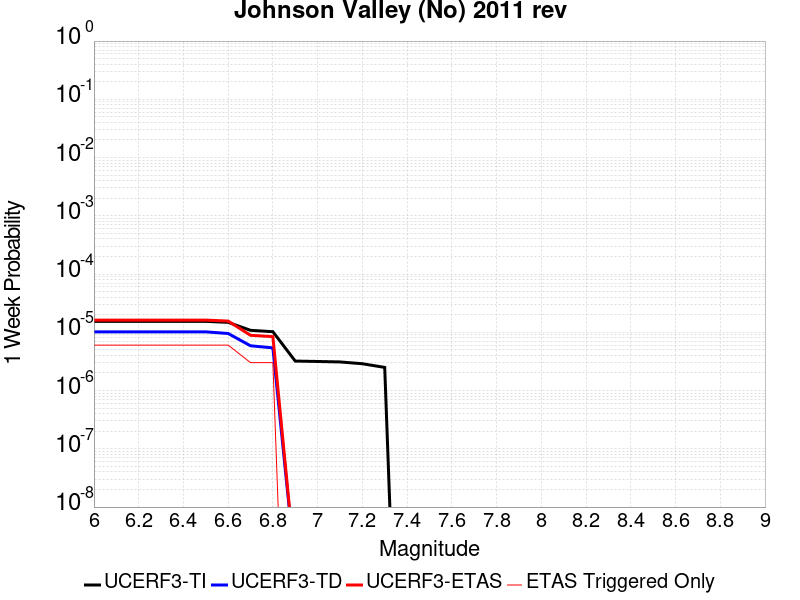 Johnson Valley (No) 2011 rev
1 Week Probability
10^0
10^-1
10^-2
10^-3
10^-4
10^-5
10^-6
10^-7
10^-8
6 6.2 6.4 6.6 6.8 7 7.2 7.4 7.6 7.8 8 8.2 8.4 8.6 8.8 9
Magnitude
UCERF3-TI UCERF3-TD UCERF3-ETAS ETAS Triggered Only